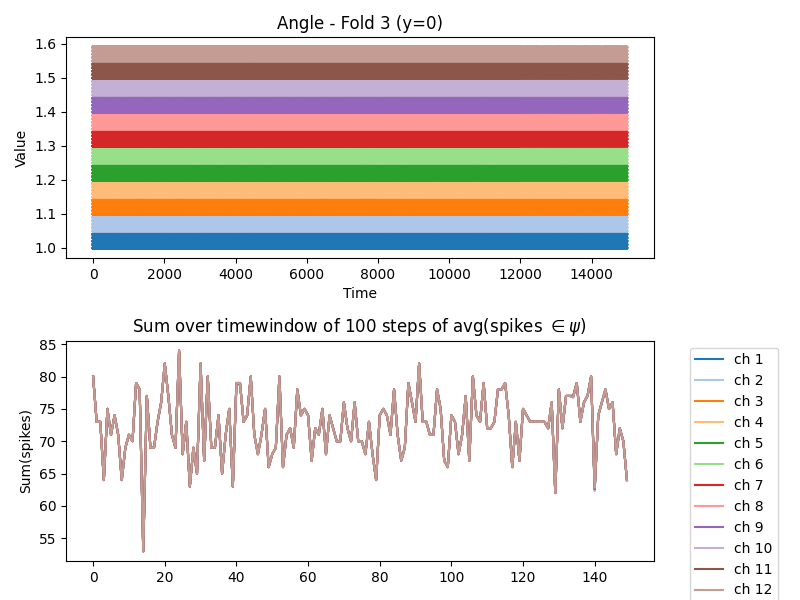 Angle - Fold 3 (y=0)
1.6
1.5
1.4
1.3
1.2
1.1
1.0
Value
0 2000 4000 6000 8000 10000 12000 14000
Time
Sum over timewindow of 100 steps of avg(spikes ∈ψ)
85
80
75
70
65
60
55
Sum(spikes)
0 20 40 60 80 100 120 140
ch 1
ch 2
ch 3
ch 4
ch 5
ch 6
ch 7
ch 8
ch 9
ch 10
ch 11
ch 12